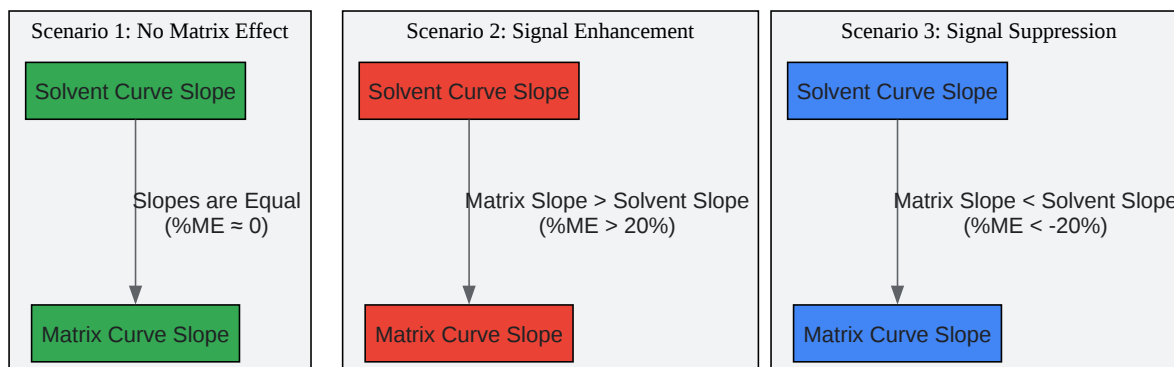 Scenario 1: No Matrix Effect
Solvent Curve Slope
Slopes are Equal
(%ME ≈ 0)
Matrix Curve Slope
Scenario 2: Signal Enhancement
Solvent Curve Slope
Matrix Slope > Solvent Slope
(%ME > 20%)
Matrix Curve Slope
Scenario 3: Signal Suppression
Solvent Curve Slope
Matrix Slope < Solvent Slope
(%ME < -20%)
Matrix Curve Slope